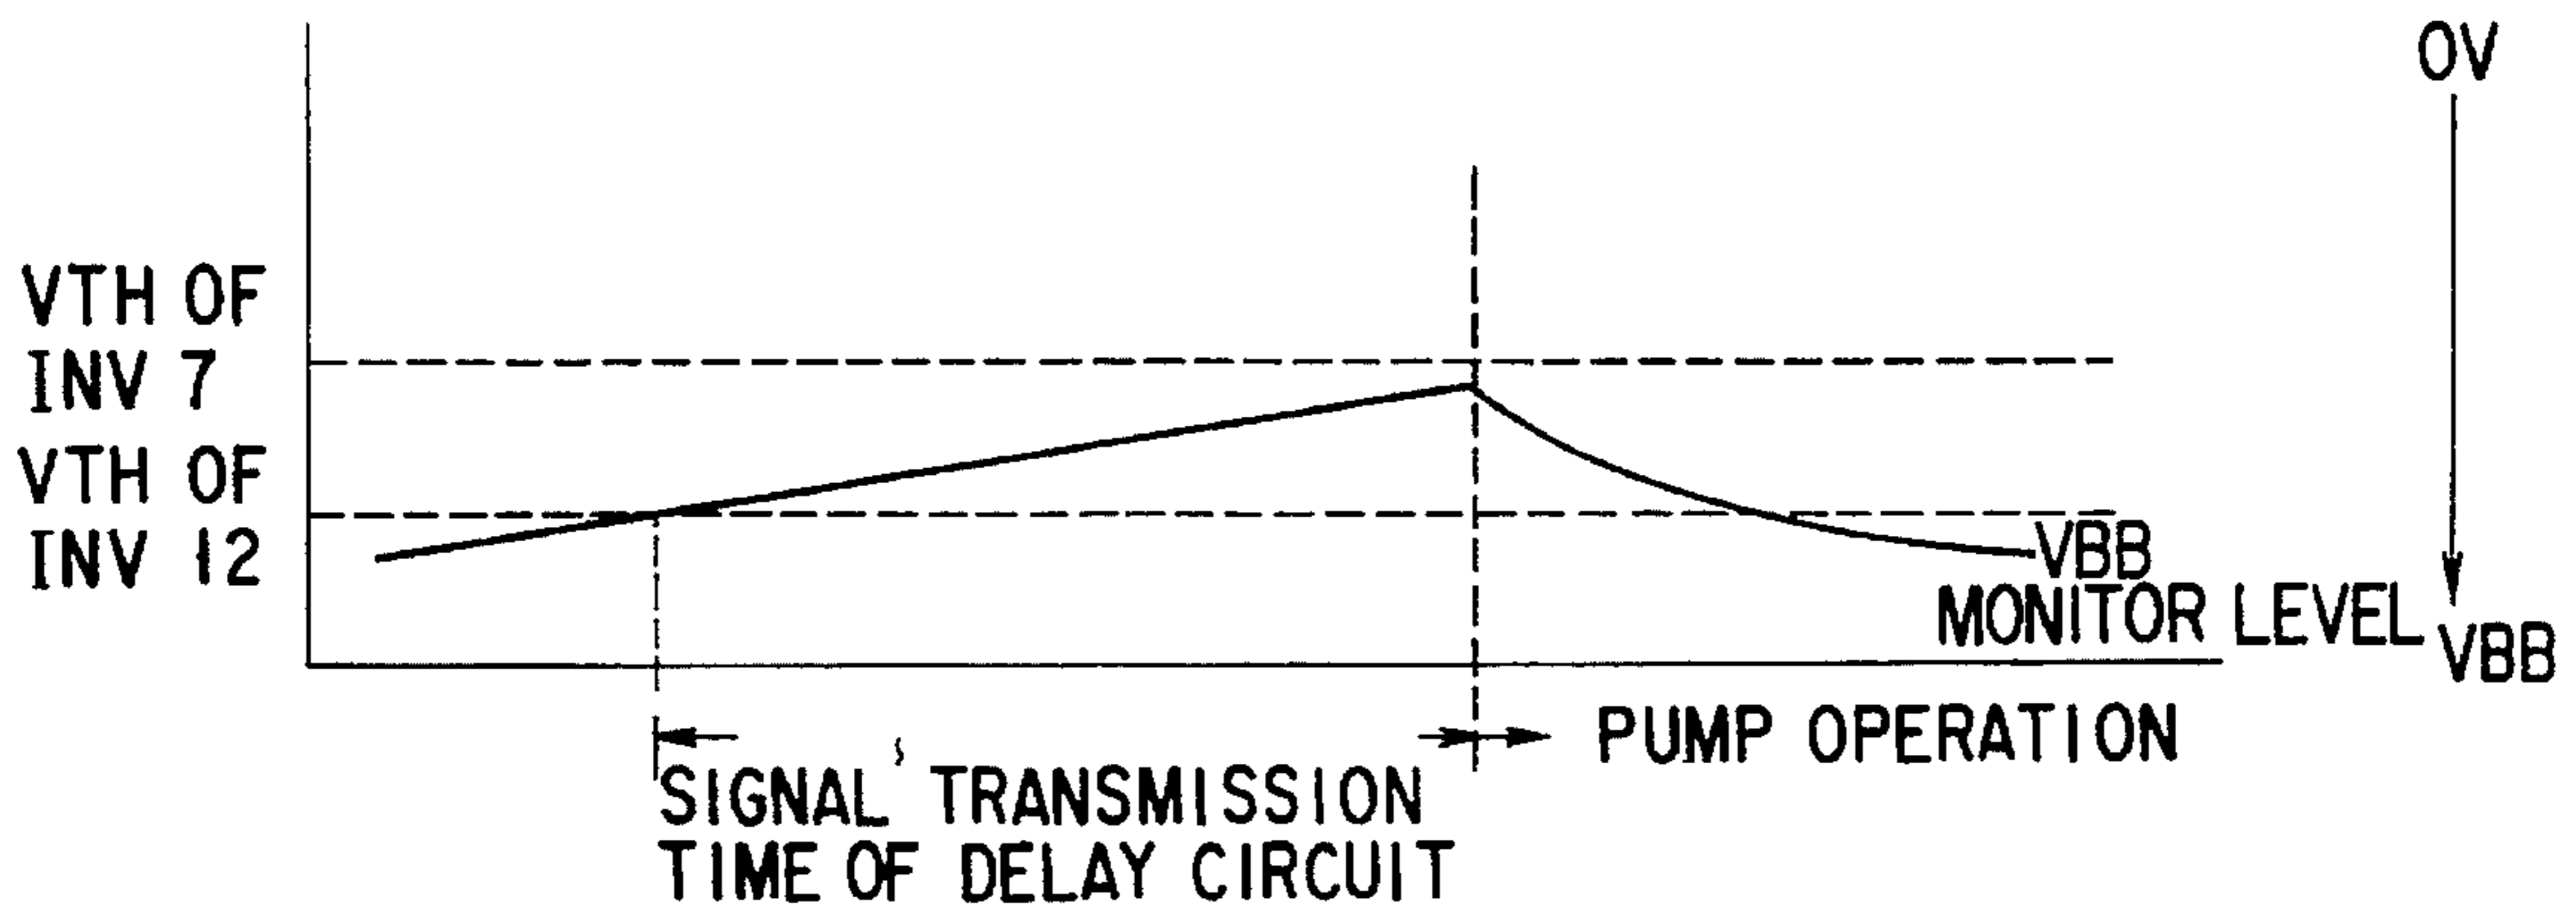 0V
VTH OF
INV 7
VTH OF
INV 12
VBB
MONITOR LEVEL
VBB
PUMP OPERATION
SIGNAL TRANSMISSION
TIME OF DELAY CIRCUIT